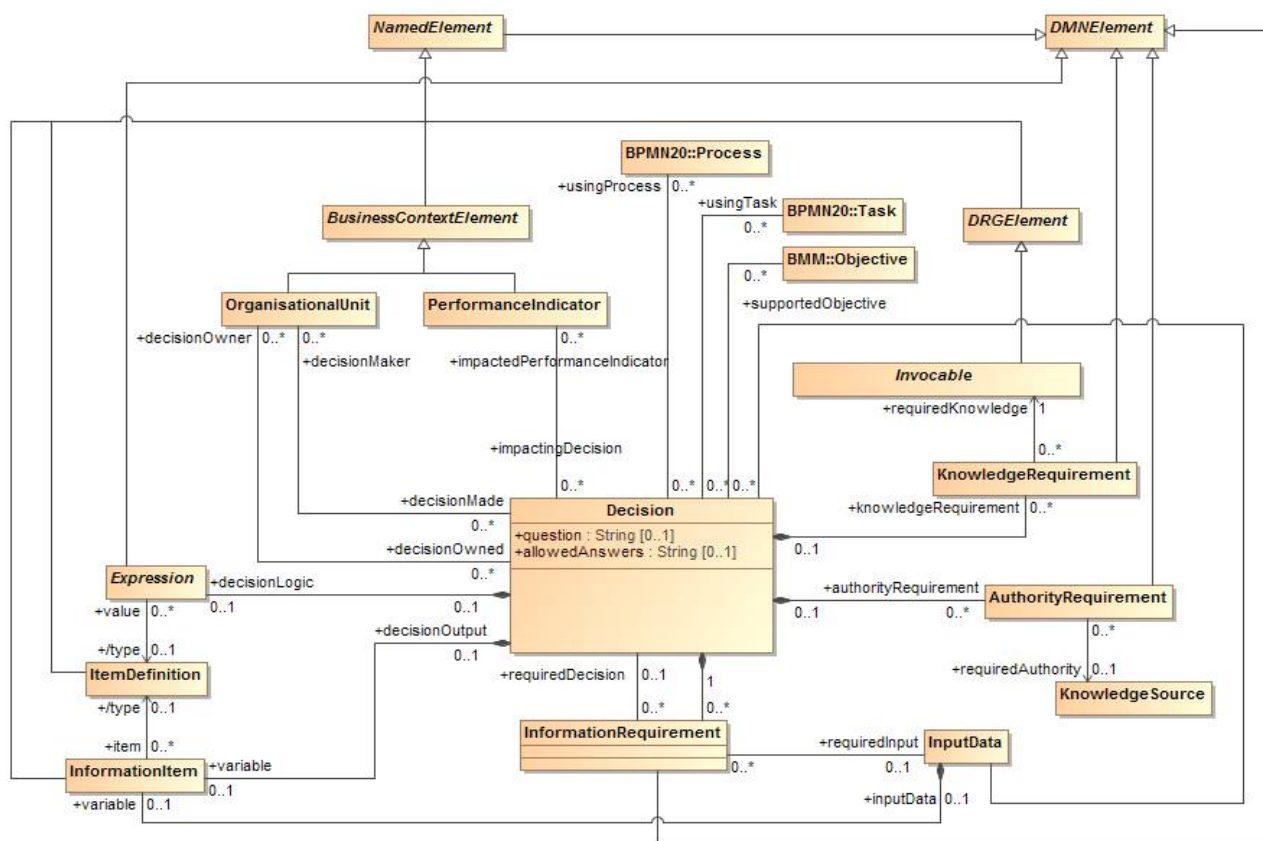 NamedElement
DMNElement
BPMN20::Process
+usingProcess
0..*
+usingTask
BPMN20::Task
0..*
BusinessContextElement
DRGElement
BMM::Objective
0..*
+supportedObjective
OrganisationalUnit
PerformanceIndicator
+decisionOwner
0..*
0..*
0..*
+decisionMaker
+impactedPerformanceIndicator
Invocable
+requiredKnowledge
1
+impactingDecision
0..*
KnowledgeRequirement
0..*
0..*
0..*
0..*
+decisionMade
0..*
Decision
+knowledgeRequirement
0..*
+question : String [0..1]
+allowedAnswers : String [0..1]
0..1
+decisionOwned
0..*
Expression
+decisionLogic
0..1
0..1
+value
0..*
+authorityRequirement
AuthorityRequirement
0..1
0..*
+decisionOutput
0..1
0..*
+/type
0..1
ItemDefinition
+requiredDecision
0..1
1
+requiredAuthority
0..1
KnowledgeSource
+/type
0..1
0..*
0..*
InformationRequirement
+item
0..*
+requiredInput
InputData
InformationItem
+variable
0..1
0..*
0..1
+variable
0..1
+inputData
0..1